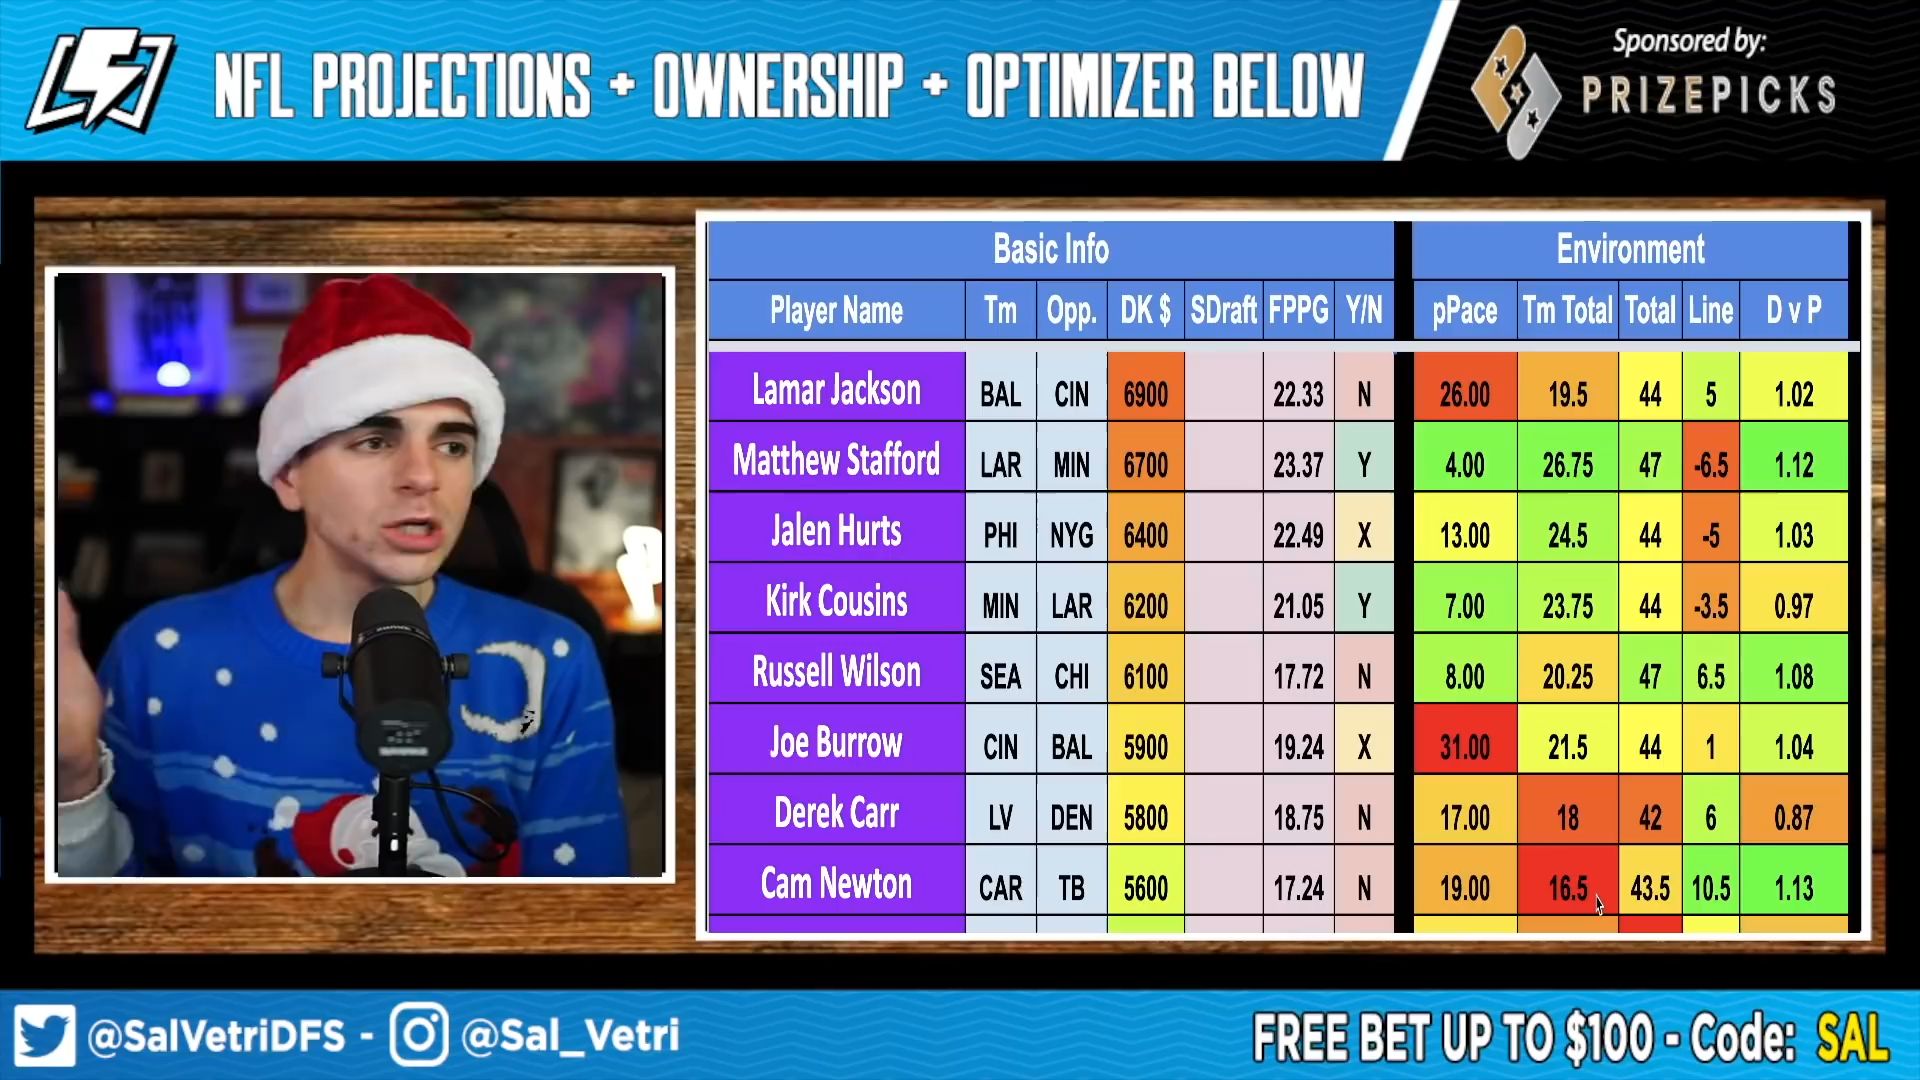 NFL PROJECTIONS + OWNERSHIP + OPTIMIZER BELOW
Sponsored by:
PRIZEPICKS
Basic Info Environment
Player Name Tm Opp. DK $ SDraft FPPG Y/N pPace Tm Total Total Line D v P
Lamar Jackson BAL CIN 6900 22.33 N 26.00 19.5 44 5 1.02
Matthew Stafford LAR MIN 6700 23.37 Y 4.00 26.75 47 -6.5 1.12
Jalen Hurts PHI NYG 6400 22.49 X 13.00 24.5 44 -5 1.03
Kirk Cousins MIN LAR 6200 21.05 Y 7.00 23.75 44 -3.5 0.97
Russell Wilson SEA CHI 6100 17.72 N 8.00 20.25 47 6.5 1.08
Joe Burrow CIN BAL 5900 19.24 X 31.00 21.5 44 1 1.04
Derek Carr LV DEN 5800 18.75 N 17.00 18 42 6 0.87
Cam Newton CAR TB 5600 17.24 N 19.00 16.5 43.5 10.5 1.13
@SalVetriDFS - @Sal_Vetri
FREE BET UP TO $100 - Code: SAL